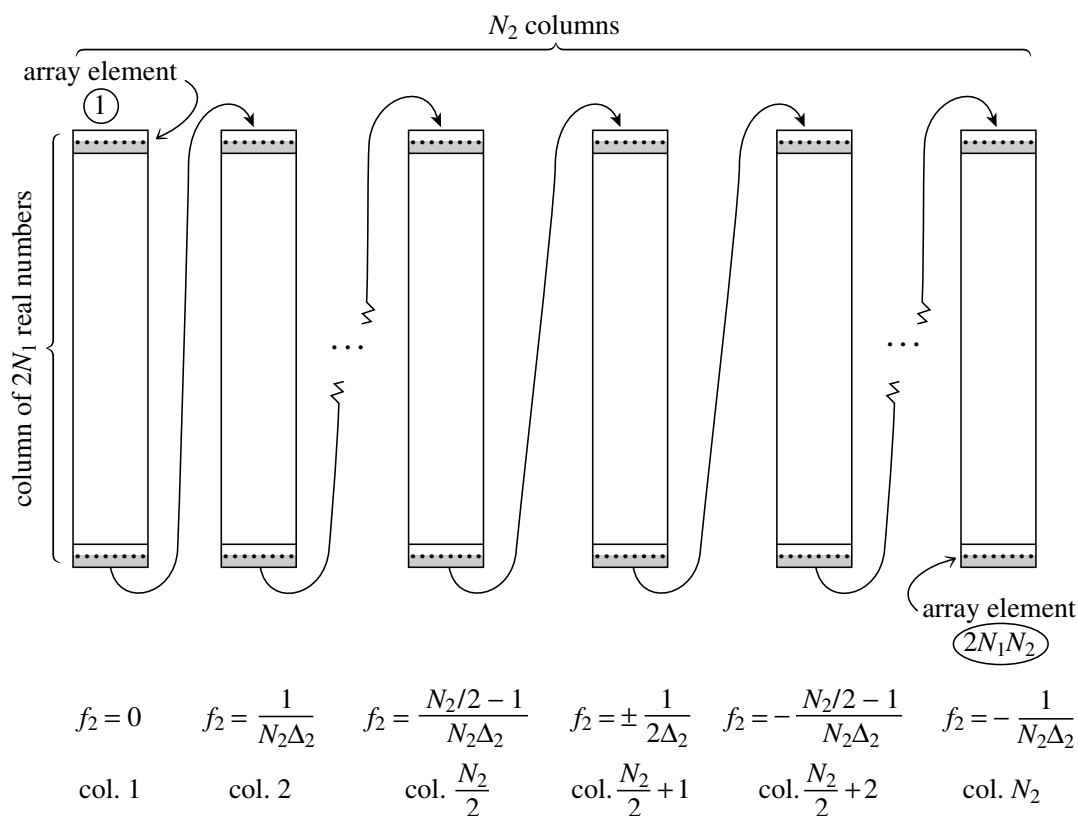 N₂ columns
array element
1
column of 2N₁ real numbers
...
...
array element
2N₁N₂
f₂ = 0
f₂ = 1/(N₂Δ₂)
f₂ = (N₂/2 − 1)/(N₂Δ₂)
f₂ = ± 1/(2Δ₂)
f₂ = − (N₂/2 − 1)/(N₂Δ₂)
f₂ = − 1/(N₂Δ₂)
col. 1
col. 2
col. N₂/2
col. N₂/2 + 1
col. N₂/2 + 2
col. N₂